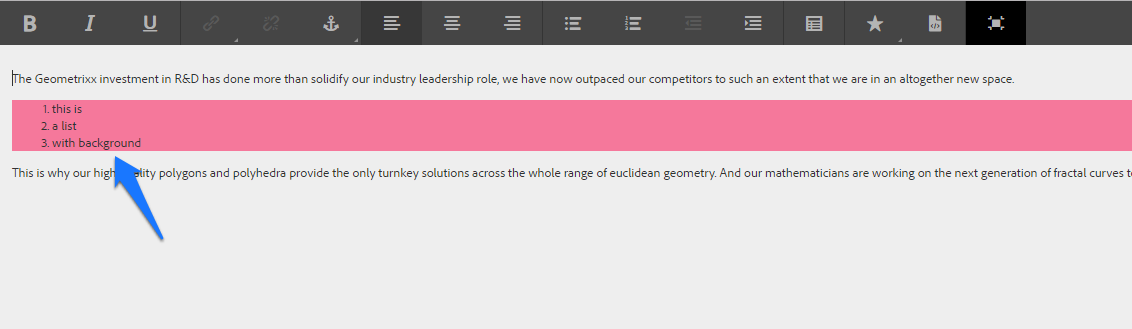 B I U
The Geometrixx investment in R&D has done more than solidify our industry leadership role, we have now outpaced our competitors to such an extent that we are in an altogether new space.
1. this is
2. a list
3. with background
This is why our high polygons and polyhedra provide the only turnkey solutions across the whole range of euclidean geometry. And our mathematicians are working on the next generation of fractal curves